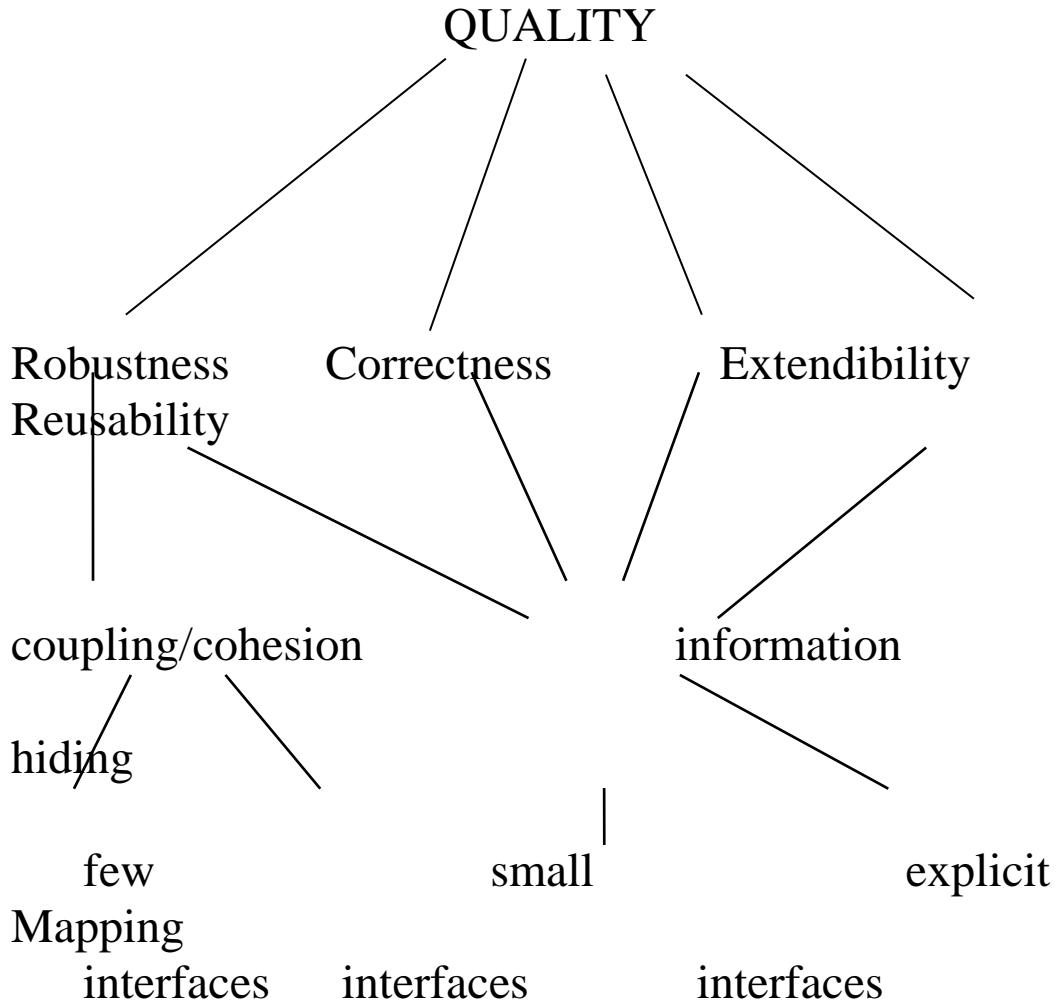 QUALITY
Robustness Correctness Extendibility
Reusability
coupling/cohesion information
hiding
few small explicit
Mapping
interfaces interfaces interfaces